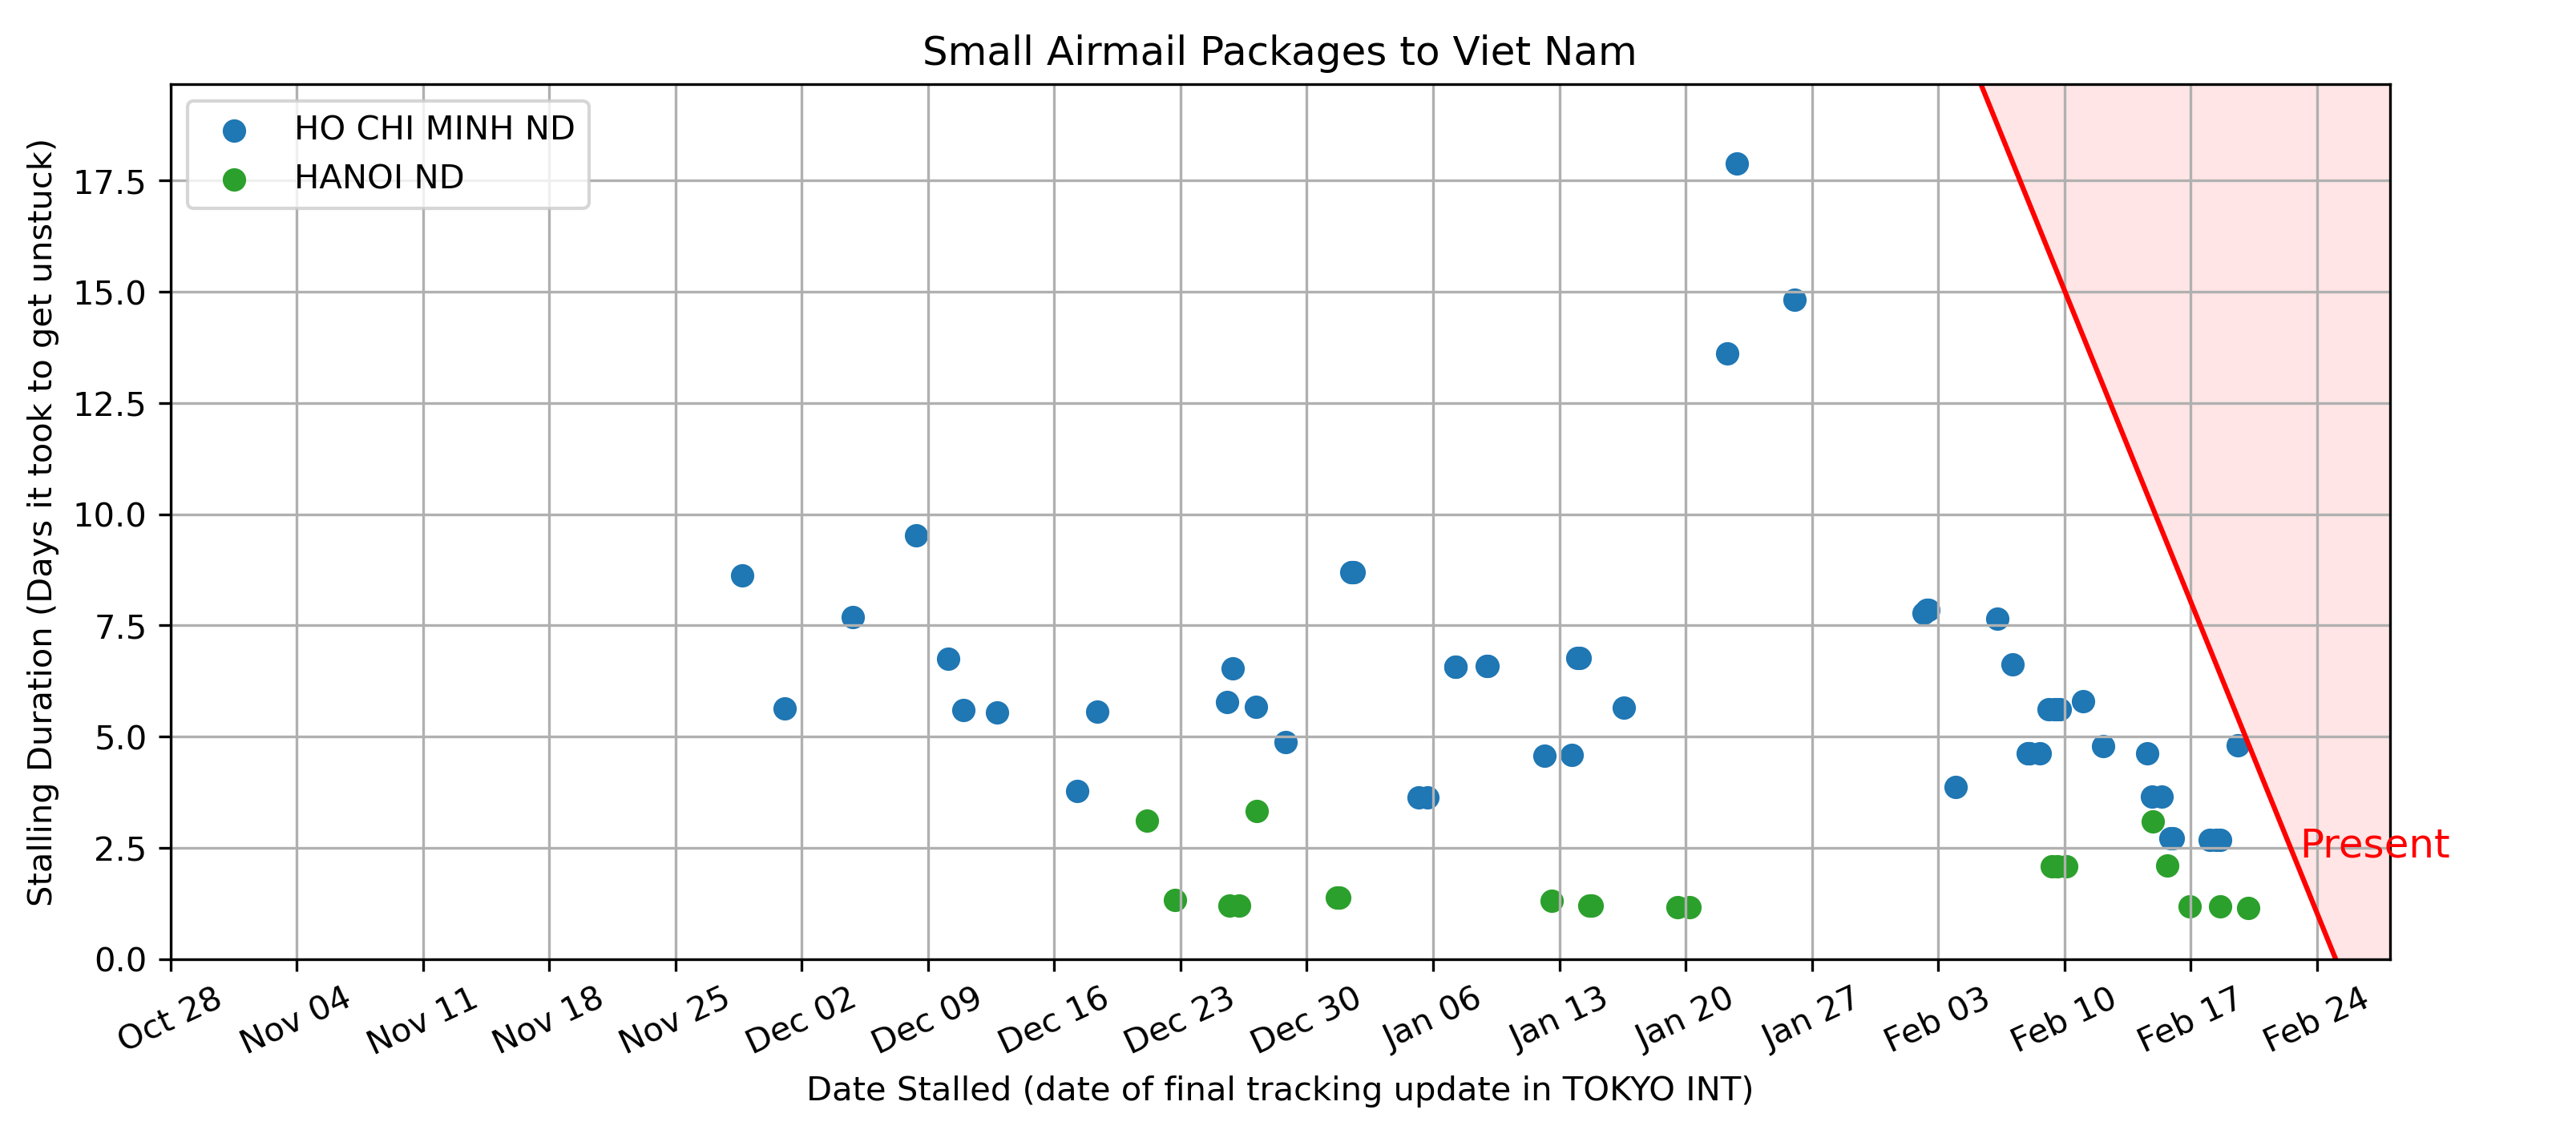 Small Airmail Packages to Viet Nam
HO CHI MINH ND
HANOI ND
Stalling Duration (Days it took to get unstuck)
17.5
15.0
12.5
10.0
7.5
5.0
2.5
0.0
Present
Oct 28
Nov 04
Nov 11
Nov 18
Nov 25
Dec 02
Dec 09
Dec 16
Dec 23
Dec 30
Jan 06
Jan 13
Jan 20
Jan 27
Feb 03
Feb 10
Feb 17
Feb 24
Date Stalled (date of final tracking update in TOKYO INT)